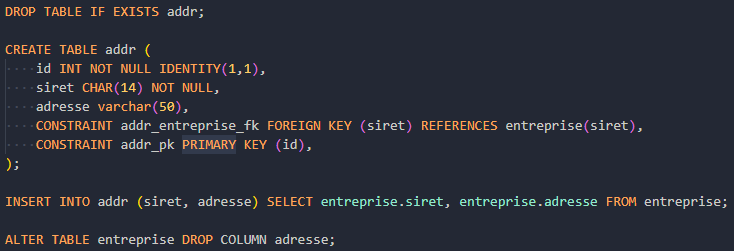 DROP TABLE IF EXISTS addr;
CREATE TABLE addr (
    id INT NOT NULL IDENTITY(1,1),
    siret CHAR(14) NOT NULL,
    adresse varchar(50),
    CONSTRAINT addr_entreprise_fk FOREIGN KEY (siret) REFERENCES entreprise(siret),
    CONSTRAINT addr_pk PRIMARY KEY (id),
);
INSERT INTO addr (siret, adresse) SELECT entreprise.siret, entreprise.adresse FROM entreprise;
ALTER TABLE entreprise DROP COLUMN adresse;